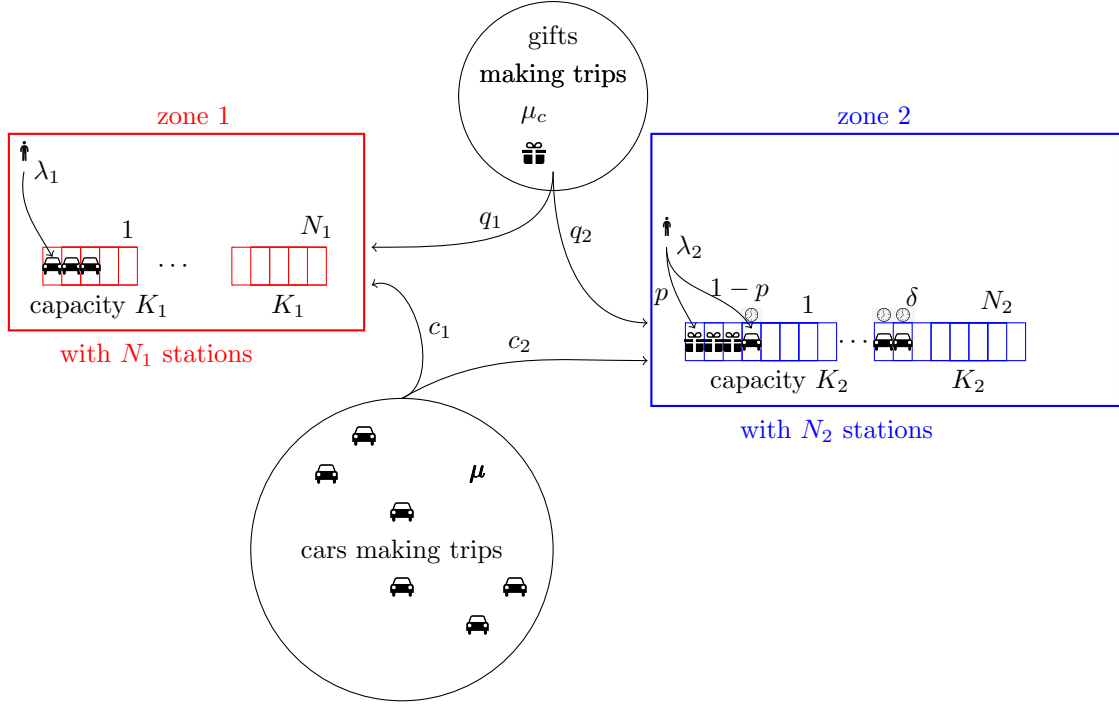 gifts
making trips
μ_c
zone 1
zone 2
λ_1
q_1
q_2
1
N_1
⋯
capacity K_1
K_1
with N_1 stations
λ_2
p
1 − p
1
δ
N_2
⋯
capacity K_2
K_2
with N_2 stations
c_1
c_2
μ
cars making trips